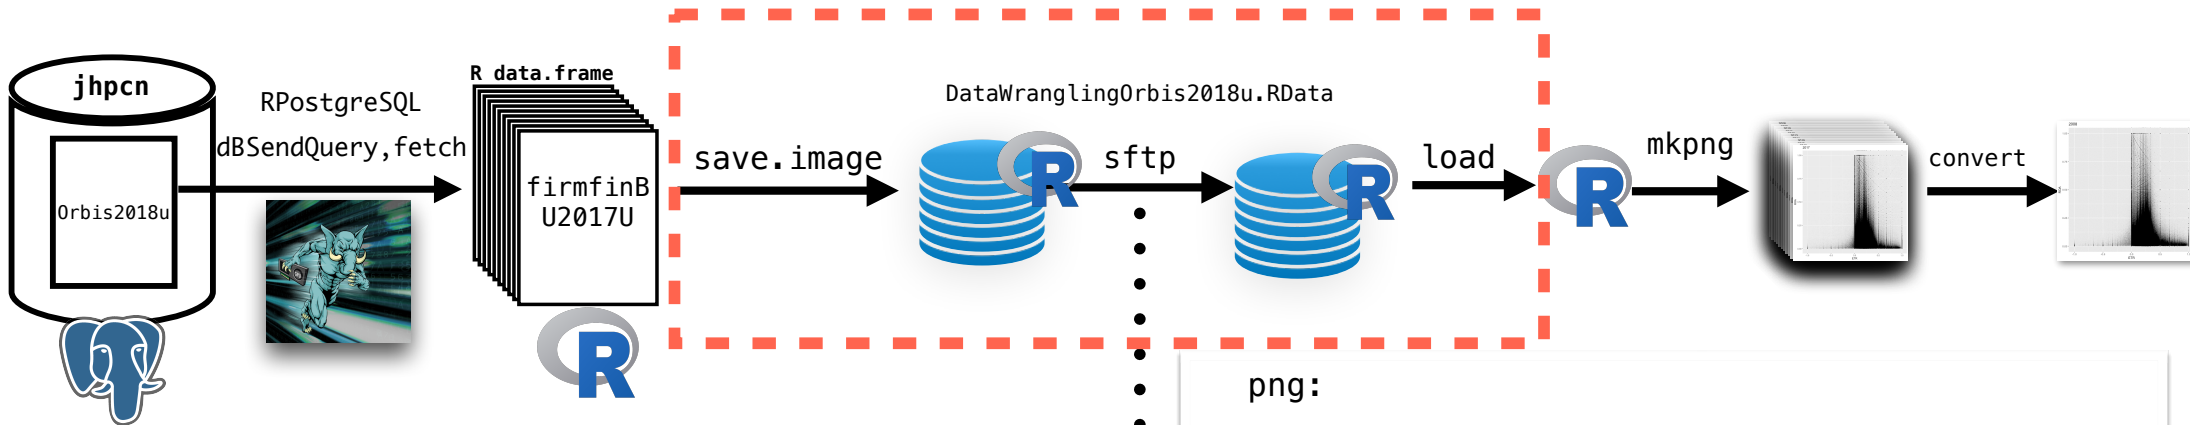 jhpcn
Orbis2018u
RPostgreSQL
dBSendQuery,fetch
R data.frame
firmfinB
U2017U
R
save.image
DataWranglingOrbis2018u.RData
R
sftp
R
load
R
mkpng
convert
png: